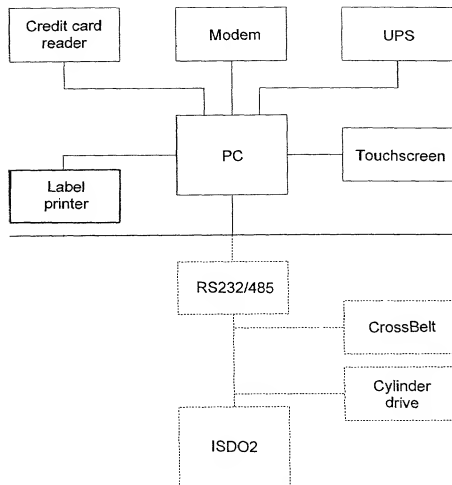 Credit card
reader
Modem
UPS
PC
Touchscreen
Label
printer
RS232/485
CrossBelt
Cylinder
drive
ISDO2